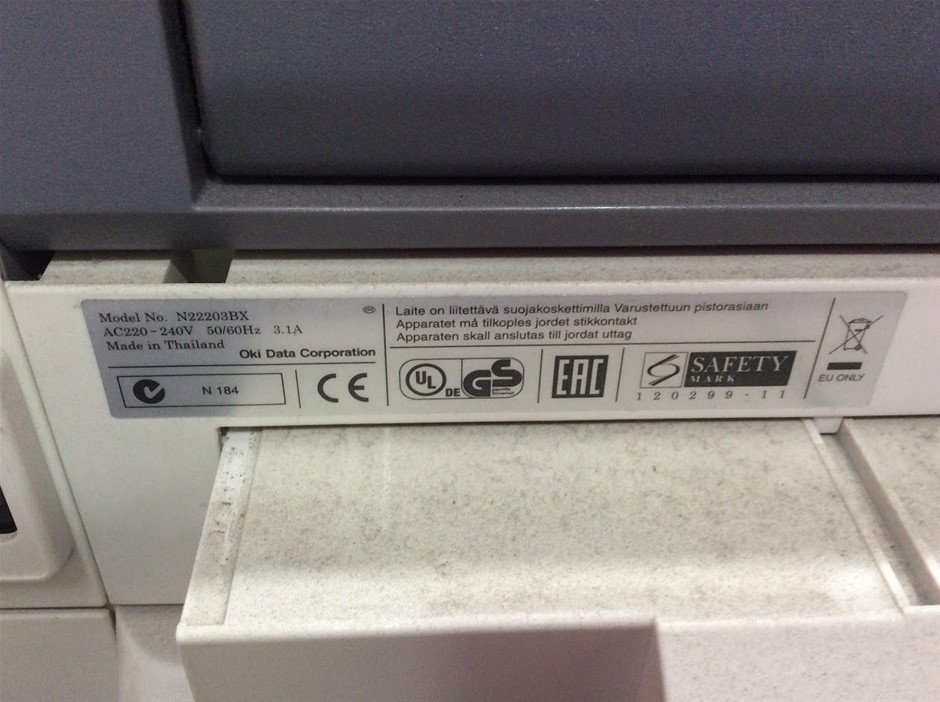 Model No. N22203BX
AC220-240V 50/60Hz 3.1A
Made in Thailand
Oki Data Corporation
N 184
CE
Laite on liitettävä suojakoskettimilla Varustettuun pistorasiaan
Apparatet må tilkoples jordet stikkontakt
Apparaten skall anslutas till jordat uttag
UL
DE
GS
EAC
SAFETY
MARK
120299-11
EU ONLY